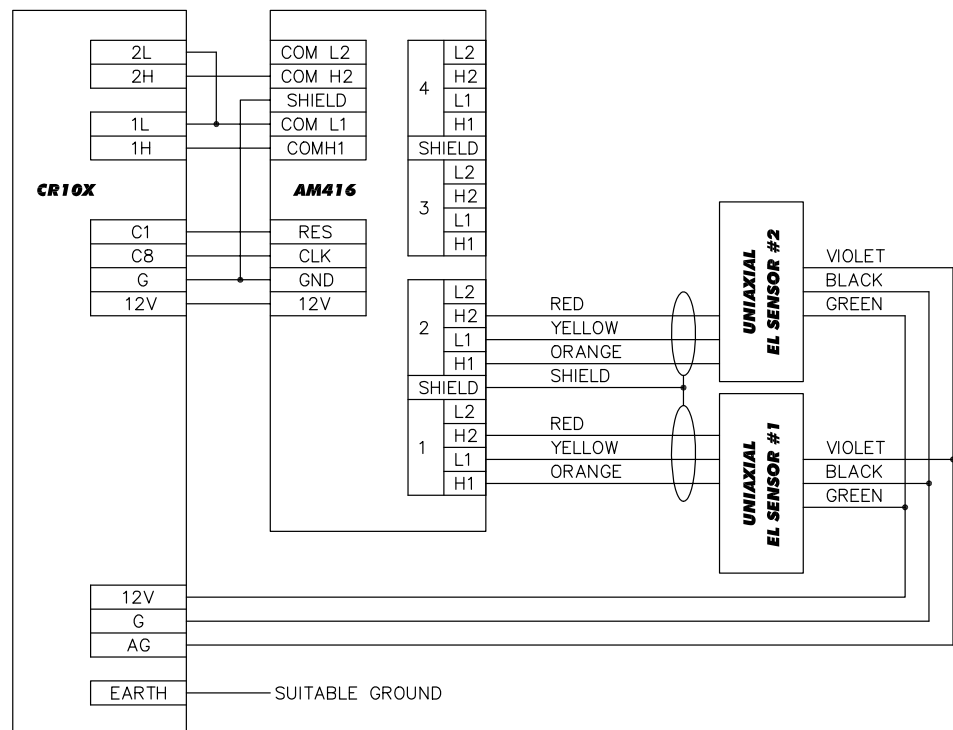 2L
2H
1L
1H
CR10X
C1
C8
G
12V
12V
G
AG
EARTH
SUITABLE GROUND
COM L2
COM H2
SHIELD
COM L1
COMH1
AM416
RES
CLK
GND
12V
4
L2
H2
L1
H1
SHIELD
3
L2
H2
L1
H1
2
L2
H2
L1
H1
SHIELD
1
L2
H2
L1
H1
RED
YELLOW
ORANGE
SHIELD
RED
YELLOW
ORANGE
UNIAXIAL
EL SENSOR #2
VIOLET
BLACK
GREEN
UNIAXIAL
EL SENSOR #1
VIOLET
BLACK
GREEN